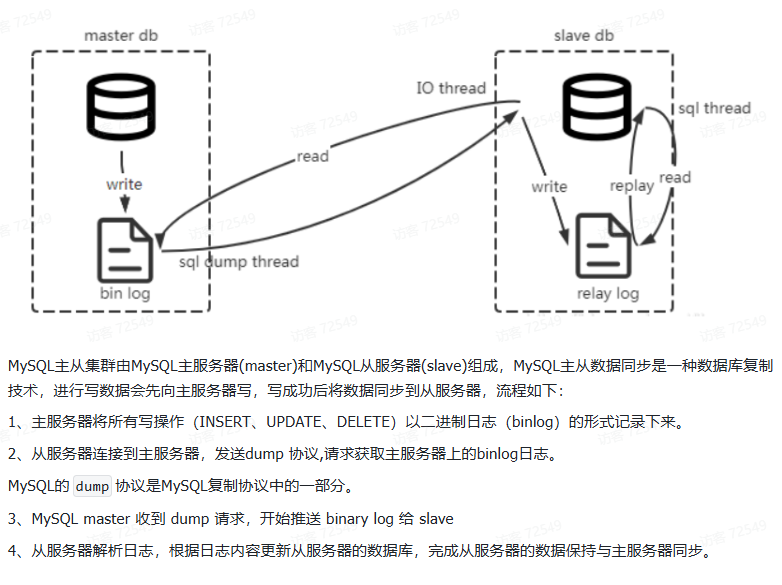 master db
slave db
IO thread
sql thread
read
write
write
replay
read
sql dump thread
bin log
relay log
MySQL主从集群由MySQL主服务器(master)和MySQL从服务器(slave)组成，MySQL主从数据同步是一种数据库复制
技术，进行写数据会先向主服务器写，写成功后将数据同步到从服务器，流程如下：
1、主服务器将所有写操作（INSERT、UPDATE、DELETE）以二进制日志（binlog）的形式记录下来。
2、从服务器连接到主服务器，发送dump 协议,请求获取主服务器上的binlog日志。
MySQL的 dump 协议是MySQL复制协议中的一部分。
3、MySQL master 收到 dump 请求，开始推送 binary log 给 slave
4、从服务器解析日志，根据日志内容更新从服务器的数据库，完成从服务器的数据保持与主服务器同步。
访客 72549